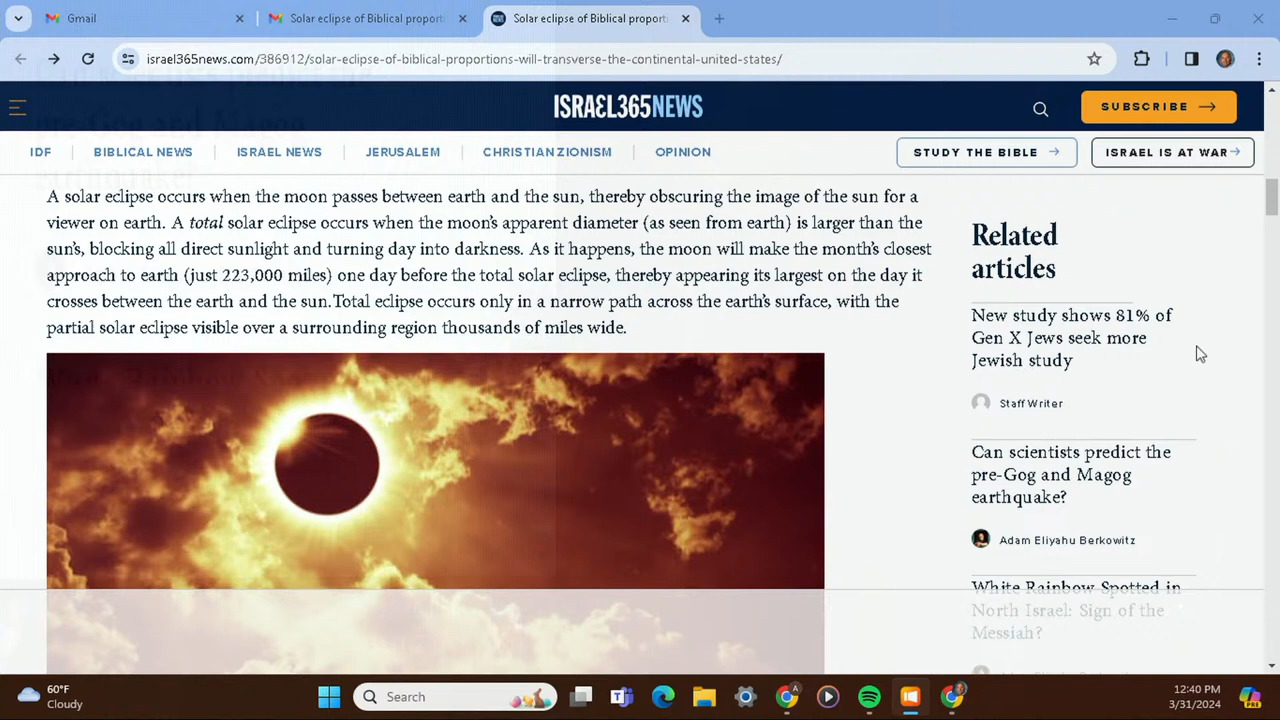 Gmail
Solar eclipse of Biblical proport
Solar eclipse of Biblical proport
israel365news.com/386912/solar-eclipse-of-biblical-proportions-will-transverse-the-continental-united-states/
ISRAEL365NEWS
SUBSCRIBE
IDF
BIBLICAL NEWS
ISRAEL NEWS
JERUSALEM
CHRISTIAN ZIONISM
OPINION
STUDY THE BIBLE
ISRAEL IS AT WAR
pre-Gog and Magog
A solar eclipse occurs when the moon passes between earth and the sun, thereby obscuring the image of the sun for a
viewer on earth. A total solar eclipse occurs when the moon's apparent diameter (as seen from earth) is larger than the
sun's, blocking all direct sunlight and turning day into darkness. As it happens, the moon will make the month's closest
approach to earth (just 223,000 miles) one day before the total solar eclipse, thereby appearing its largest on the day it
crosses between the earth and the sun.Total eclipse occurs only in a narrow path across the earth's surface, with the
partial solar eclipse visible over a surrounding region thousands of miles wide.
Related
articles
New study shows 81% of
Gen X Jews seek more
Jewish study
Staff Writer
Can scientists predict the
pre-Gog and Magog
earthquake?
Adam Eliyahu Berkowitz
White Rainbow Spotted in
North Israel: Sign of the
Messiah?
60°F
Cloudy
Search
12:40 PM
3/31/2024
PRE